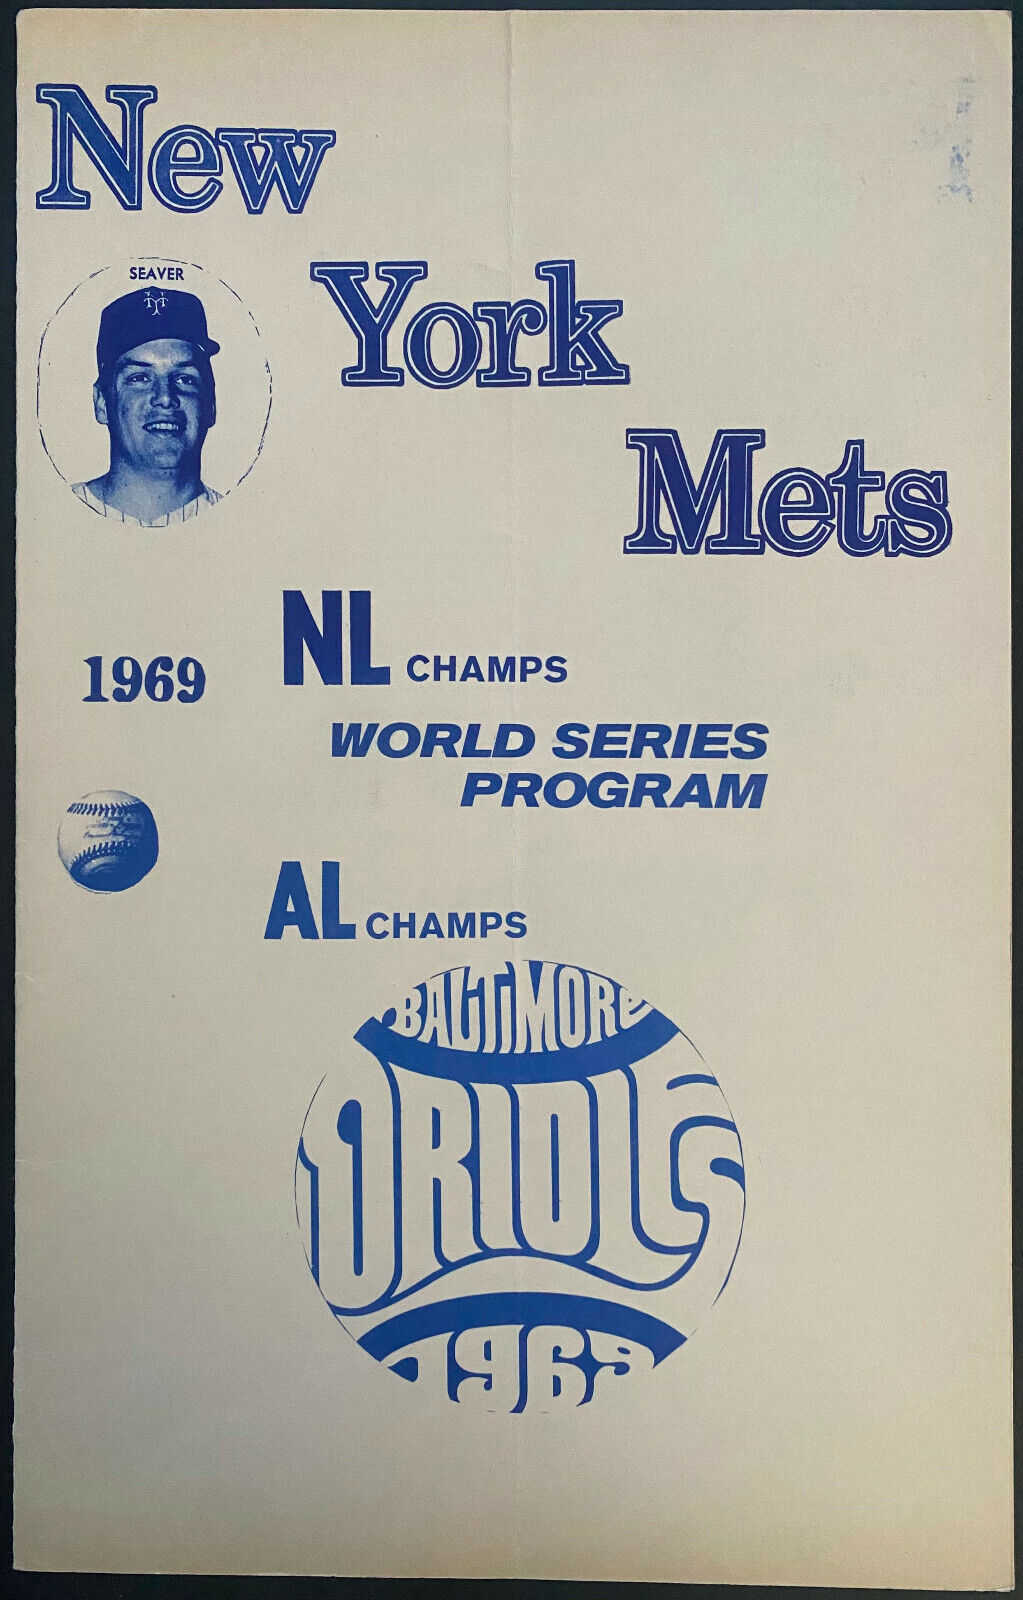 New
SEAVER
York
Mets
NL CHAMPS
1969
WORLD SERIES
PROGRAM
AL CHAMPS
BALTIMORE
ORIOLES
1969